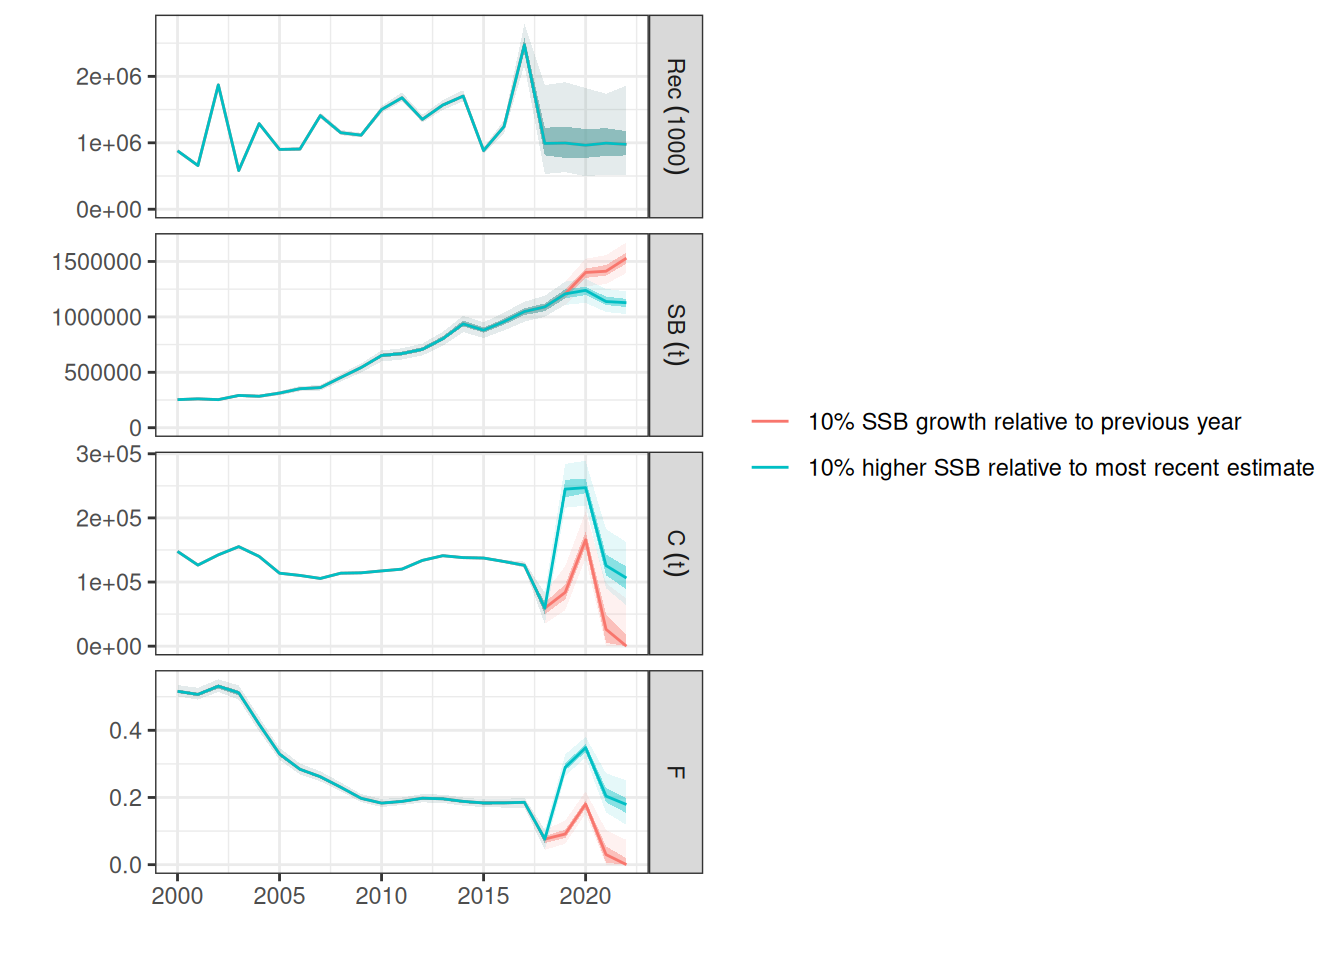 2e+06
1e+06
0e+00
Rec (1000)
1500000
1000000
500000
0
SB (t)
3e+05
2e+05
1e+05
0e+00
C (t)
0.4
0.2
0.0
F
2000 2005 2010 2015 2020
10% SSB growth relative to previous year
10% higher SSB relative to most recent estimate